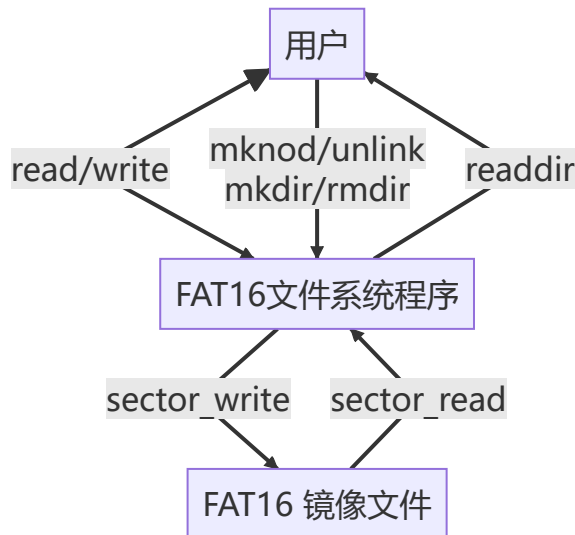 用户
read/write
mknod/unlink
mkdir/rmdir
readdir
FAT16文件系统程序
sector_write
sector_read
FAT16 镜像文件